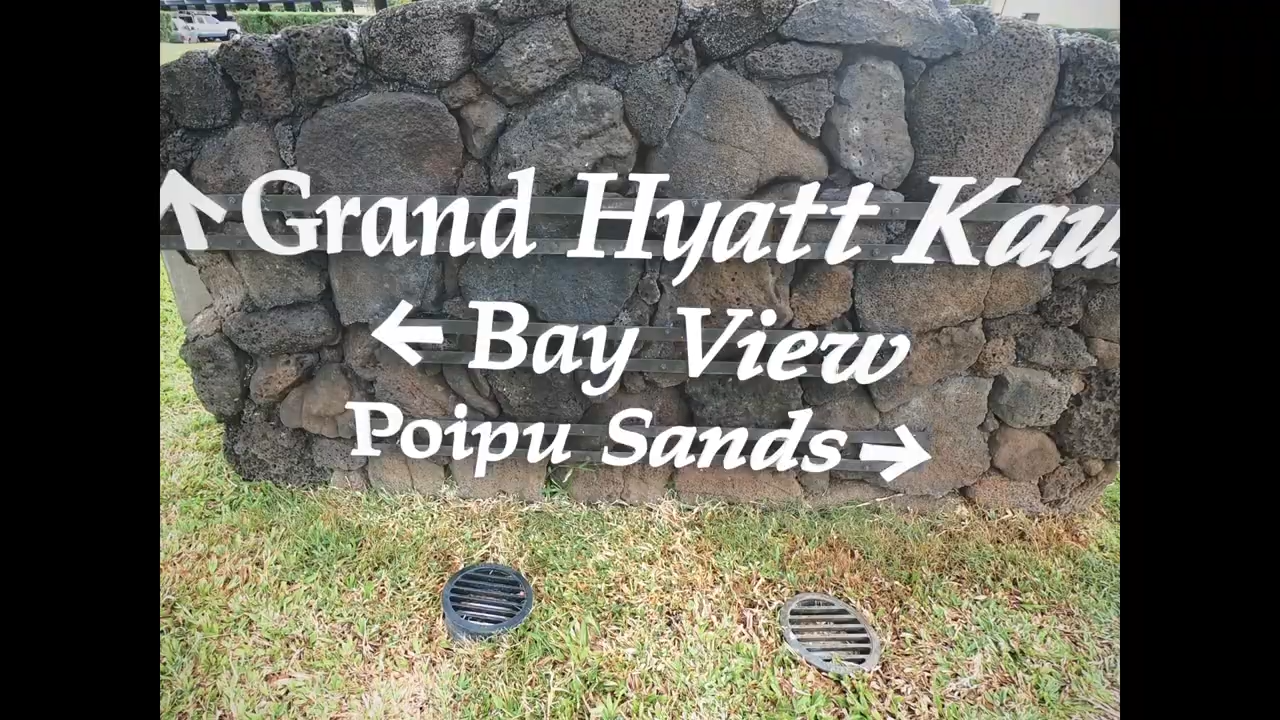 ↑ Grand Hyatt Kau
← Bay View
Poipu Sands →